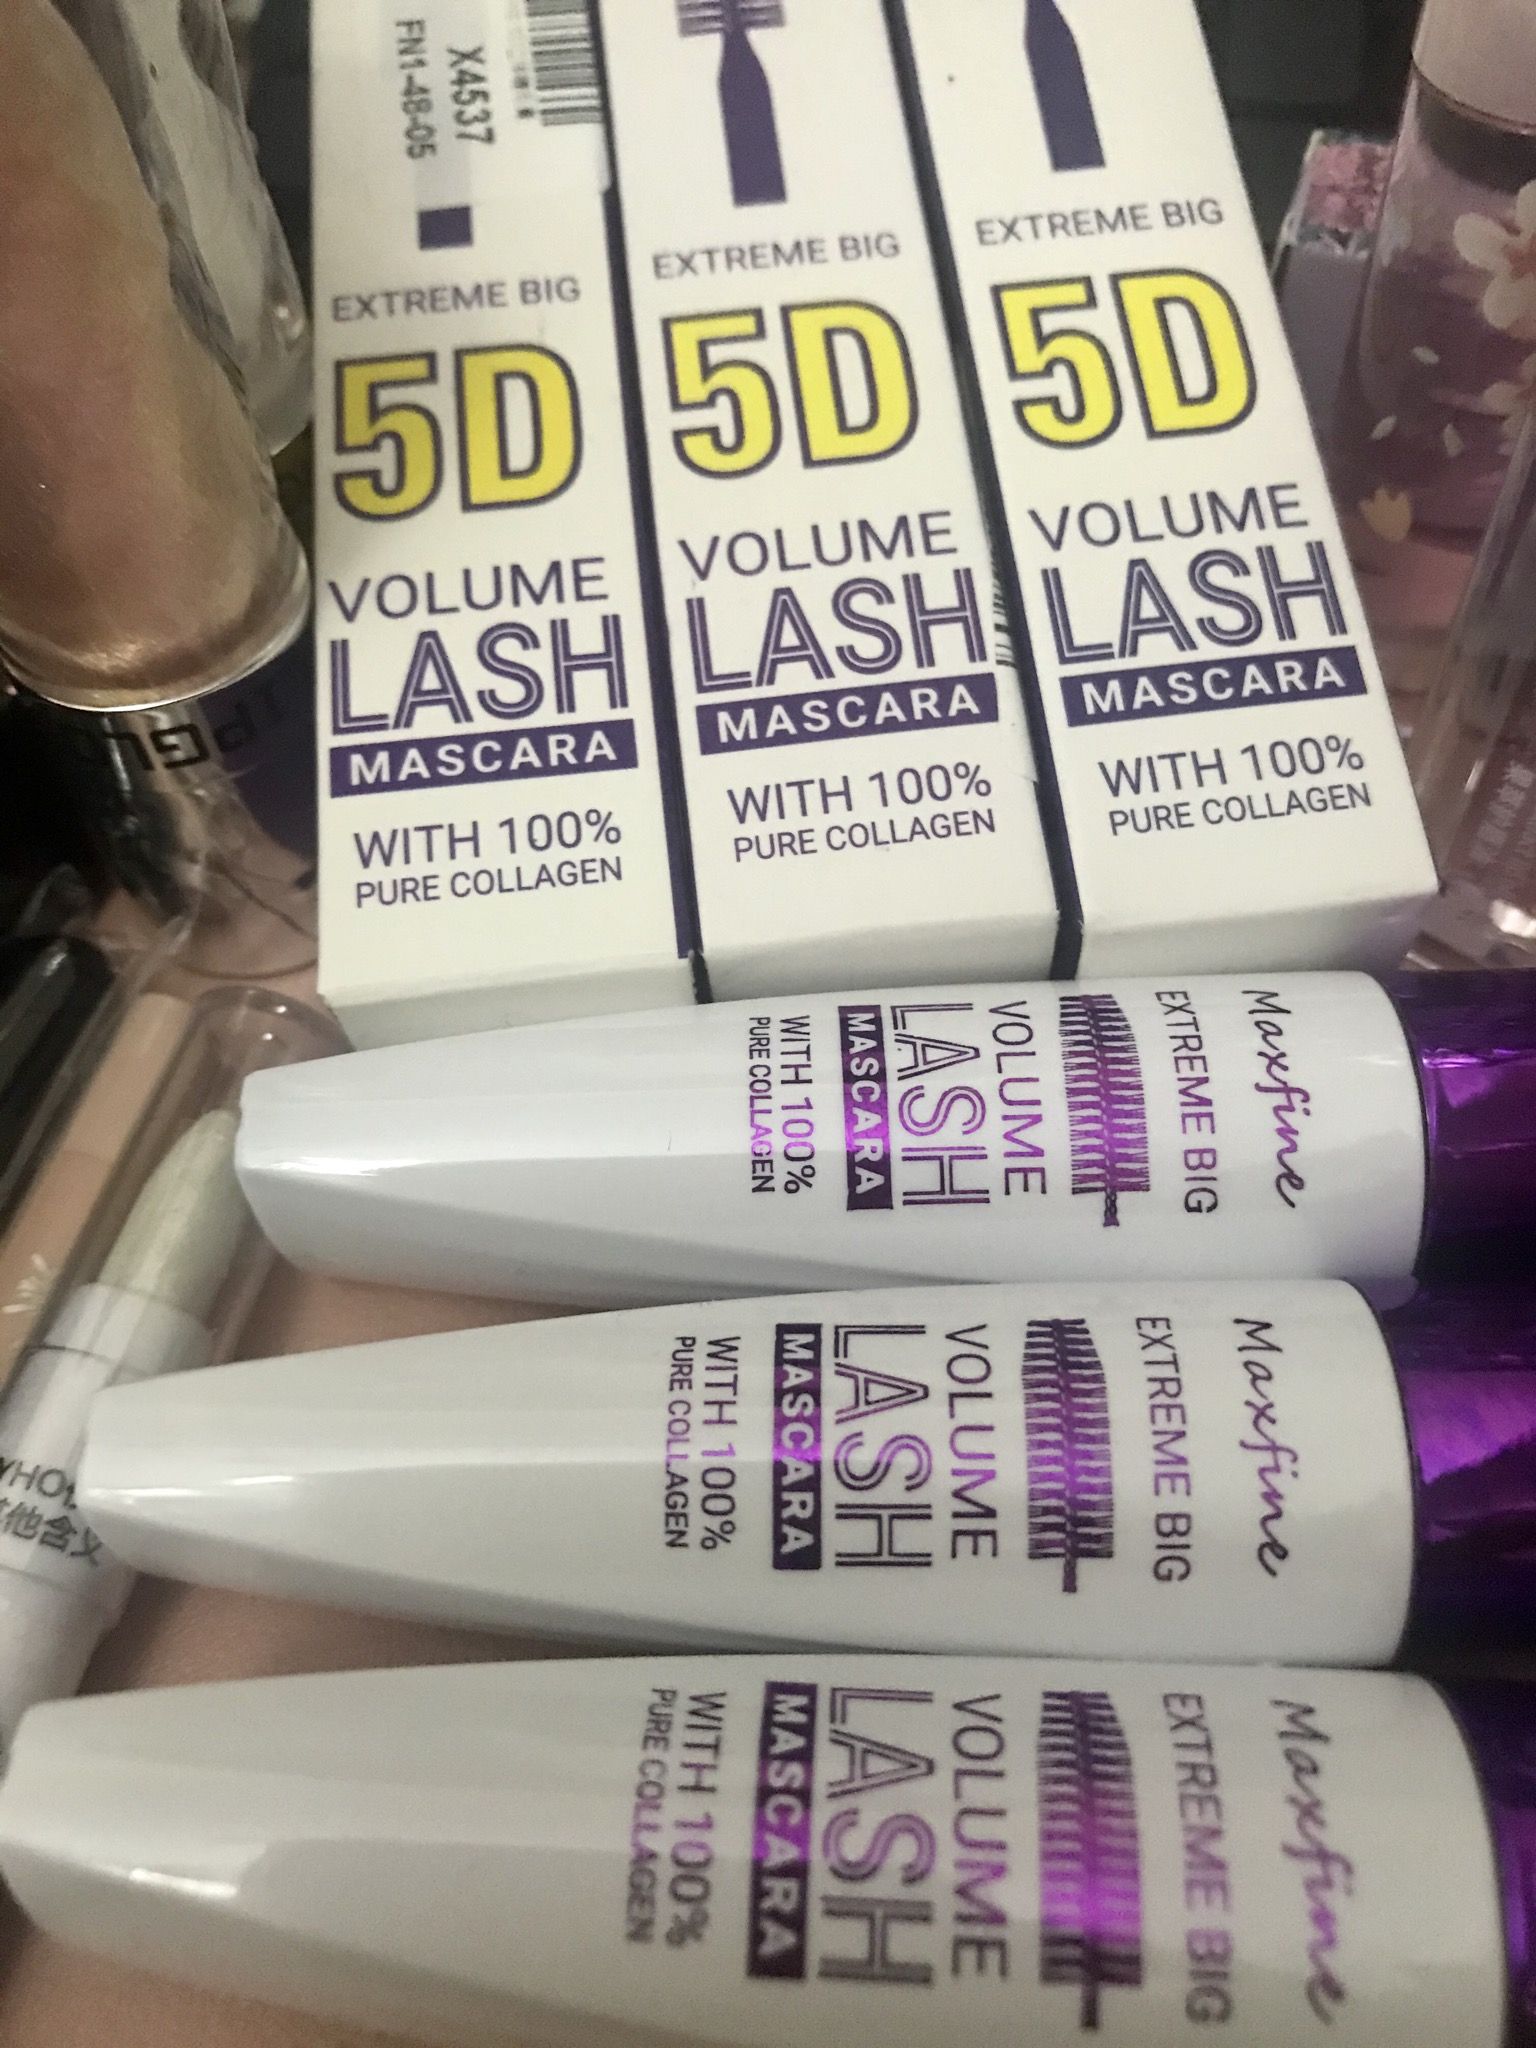 X4537
FN1-48-05
EXTREME BIG
5D
VOLUME
LASH
MASCARA
WITH 100%
PURE COLLAGEN
EXTREME BIG
5D
VOLUME
LASH
MASCARA
WITH 100%
PURE COLLAGEN
EXTREME BIG
5D
VOLUME
LASH
MASCARA
WITH 100%
PURE COLLAGEN
Maxfine
EXTREME BIG
VOLUME
LASH
MASCARA
WITH 100%
PURE COLLAGEN
Maxfine
EXTREME BIG
VOLUME
LASH
MASCARA
WITH 100%
PURE COLLAGEN
Maxfine
EXTREME BIG
VOLUME
LASH
MASCARA
WITH 100%
PURE COLLAGEN
他含义